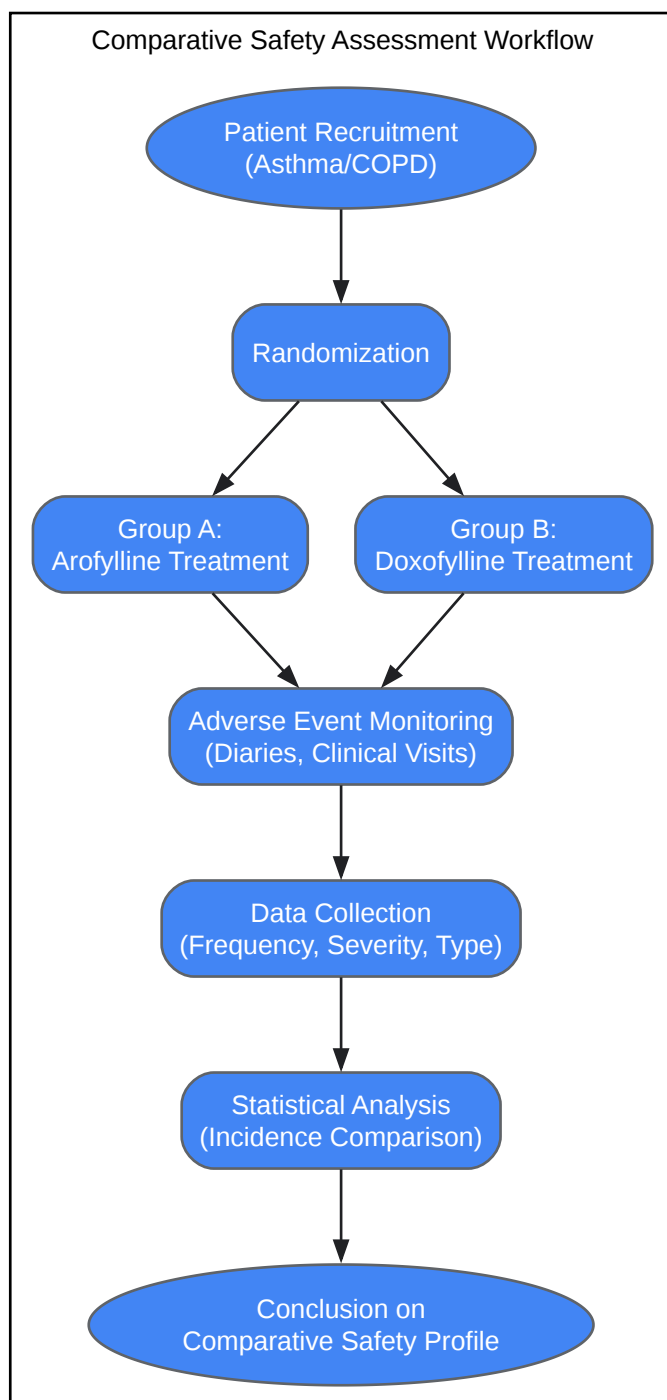 Comparative Safety Assessment Workflow
Patient Recruitment
(Asthma/COPD)
Randomization
Group A:
Arofylline Treatment
Group B:
Doxofylline Treatment
Adverse Event Monitoring
(Diaries, Clinical Visits)
Data Collection
(Frequency, Severity, Type)
Statistical Analysis
(Incidence Comparison)
Conclusion on
Comparative Safety Profile